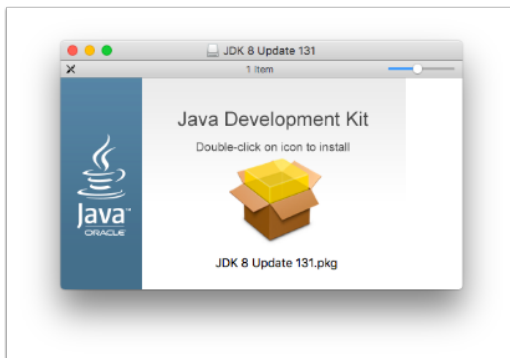 JDK 8 Update 131
1 Item
Java Development Kit
Double-click on icon to install
Java™
ORACLE
JDK 8 Update 131.pkg